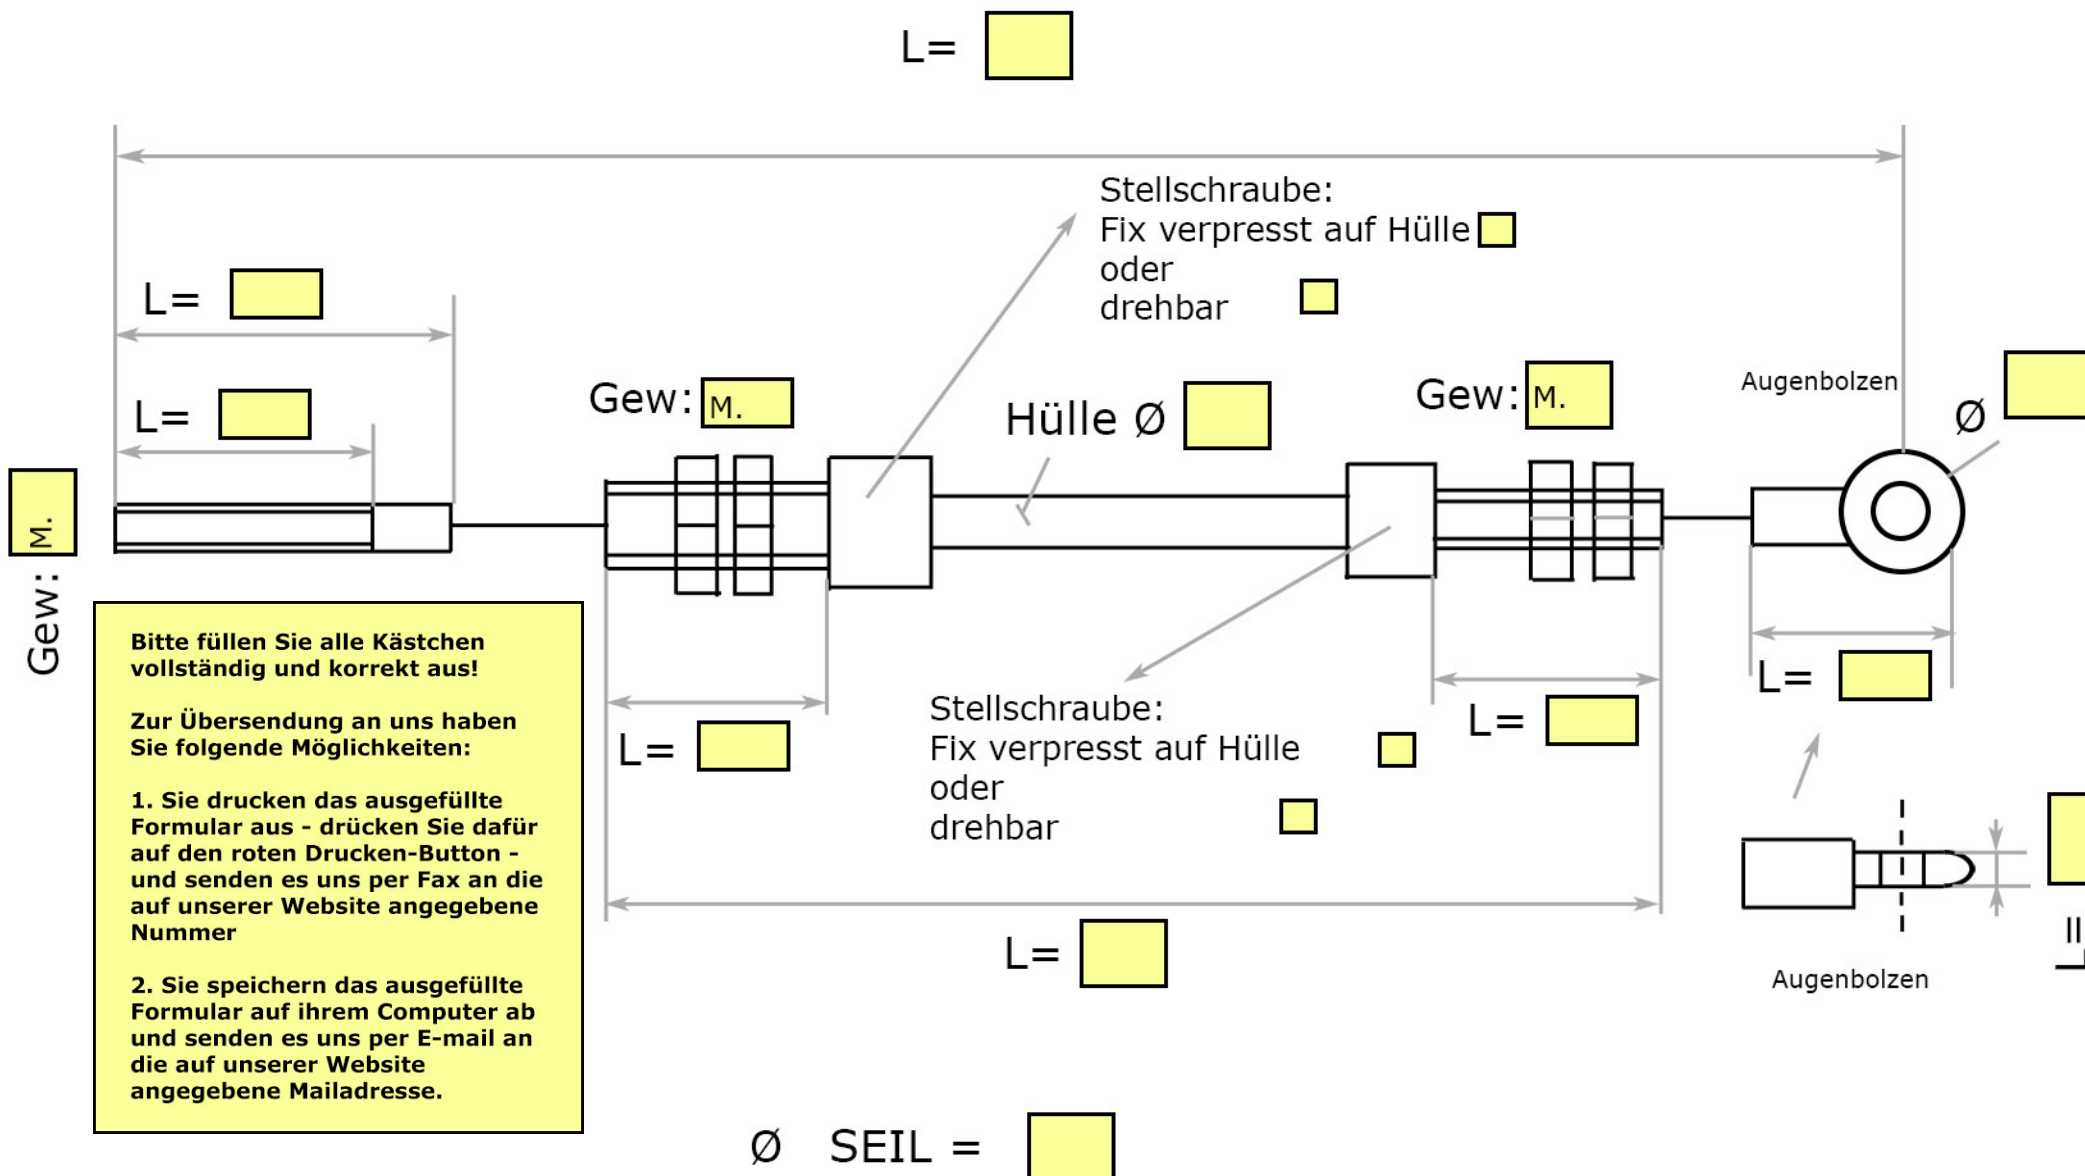 L=
Stellschraube:
Fix verpresst auf Hülle
oder
drehbar
L=
L=
Gew: M.
Hülle Ø
Gew: M.
Augenbolzen
Ø
Gew: M.
L=
L=
L=
Stellschraube:
Fix verpresst auf Hülle
oder
drehbar
L=
L=
Augenbolzen
Bitte füllen Sie alle Kästchen
vollständig und korrekt aus!
Zur Übersendung an uns haben
Sie folgende Möglichkeiten:
1. Sie drucken das ausgefüllte
Formular aus - drücken Sie dafür
auf den roten Drucken-Button -
und senden es uns per Fax an die
auf unserer Website angegebene
Nummer
2. Sie speichern das ausgefüllte
Formular auf ihrem Computer ab
und senden es uns per E-mail an
die auf unserer Website
angegebene Mailadresse.
Ø SEIL =